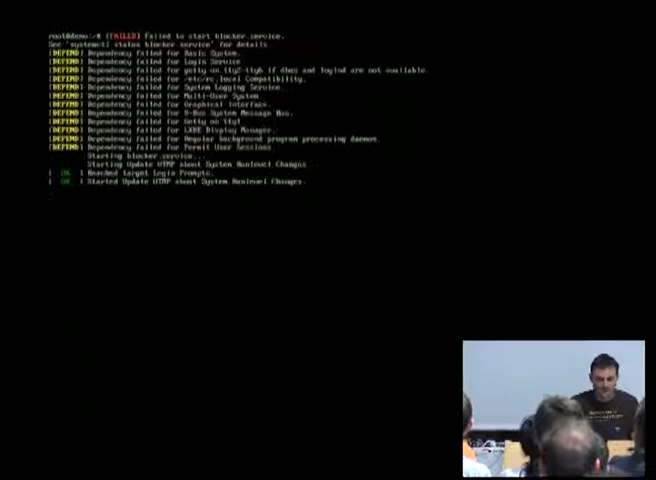 root@demo:~# [FAILED] Failed to start blocker.service.
See 'systemctl status blocker.service' for details.
[DEPEND] Dependency failed for Basic System.
[DEPEND] Dependency failed for Login Service.
[DEPEND] Dependency failed for getty on tty2-tty6 if dbus and logind are not available.
[DEPEND] Dependency failed for /etc/rc.local Compatibility.
[DEPEND] Dependency failed for System Logging Service.
[DEPEND] Dependency failed for Multi-User System.
[DEPEND] Dependency failed for Graphical Interface.
[DEPEND] Dependency failed for D-Bus System Message Bus.
[DEPEND] Dependency failed for Getty on tty1.
[DEPEND] Dependency failed for LXDE Display Manager.
[DEPEND] Dependency failed for Regular background program processing daemon.
[DEPEND] Dependency failed for Permit User Sessions.
Starting blocker.service...
Starting Update UTMP about System Runlevel Changes...
[ OK ] Reached target Login Prompts.
[ OK ] Started Update UTMP about System Runlevel Changes.